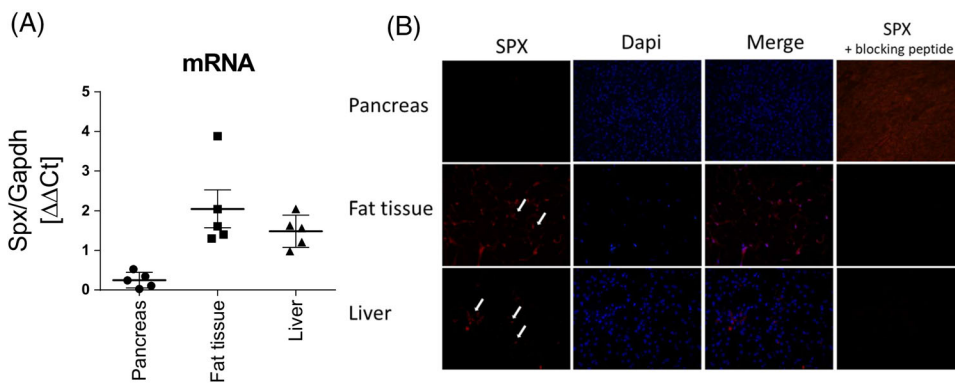 (A)
mRNA
Spx/Gapdh
[ΔΔCt]
5
4
3
2
1
0
Pancreas
Fat tissue
Liver
(B)
SPX
Dapi
Merge
SPX
+ blocking peptide
Pancreas
Fat tissue
Liver